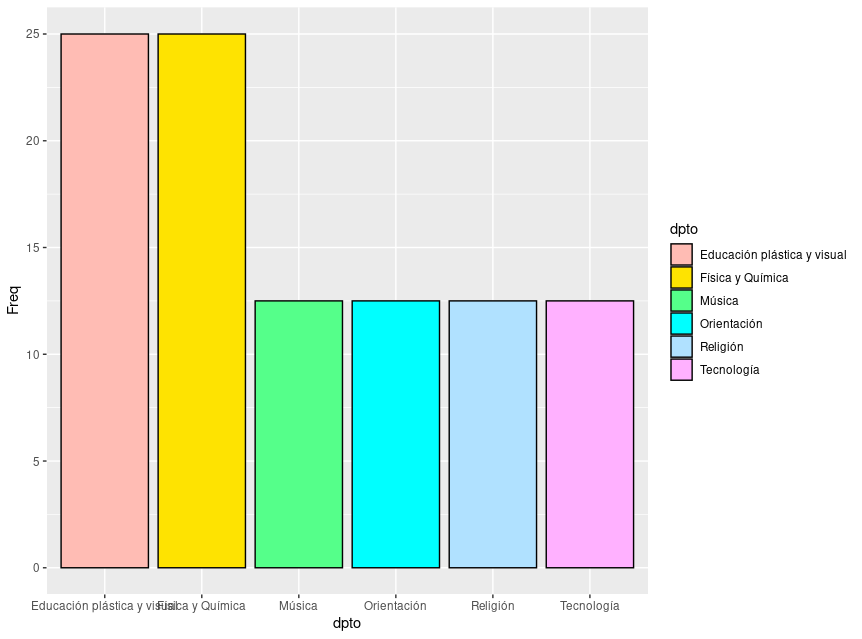 25
20
15
10
5
0
Freq
Educación plástica y visual
Física y Química
Música
Orientación
Religión
Tecnología
dpto
dpto
Educación plástica y visual
Física y Química
Música
Orientación
Religión
Tecnología